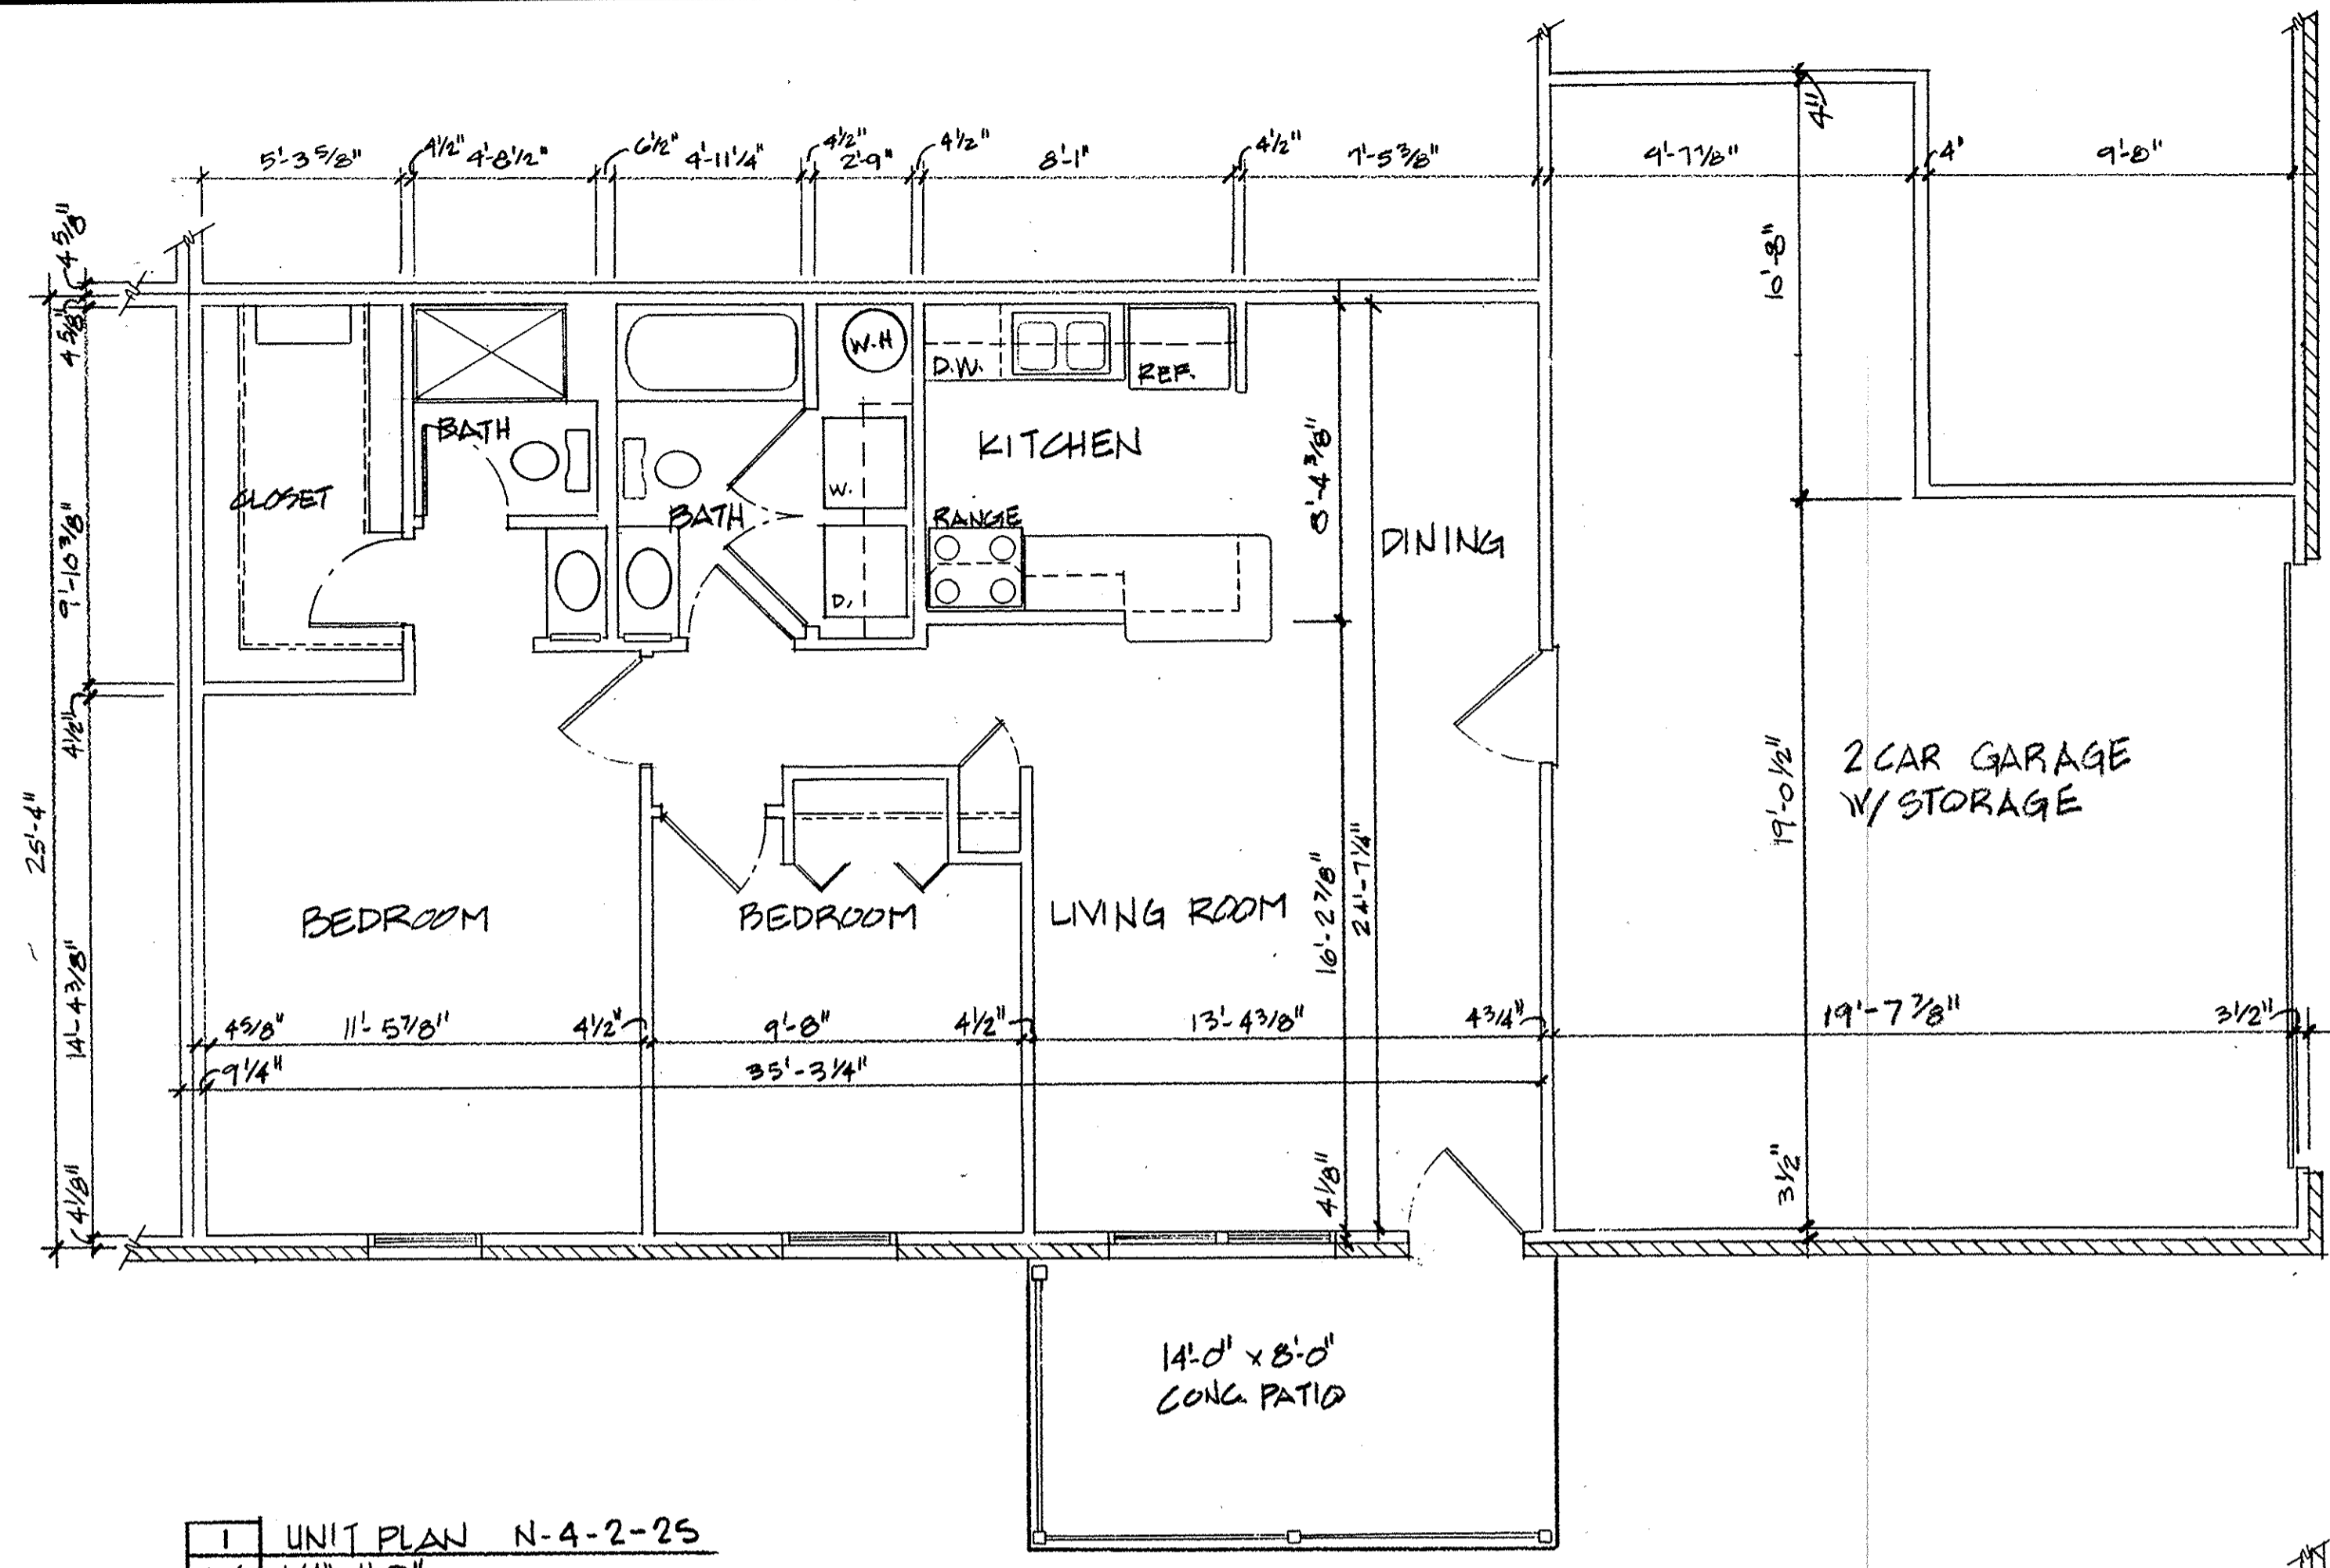 5'-3 5/8" 4 1/2" 4'-8 1/2" 6 1/2" 4'-11 1/4" 4 1/2" 2'-9" 4 1/2" 8'-1" 4 1/2" 7'-5 3/8" 9'-7 7/8" 4" 9'-8"
4"
4 5/8"
4 5/8"
10'-8"
W.H
D.W.
REF.
BATH
KITCHEN
8'-4 3/8"
CLOSET
W.
BATH
RANGE
DINING
9'-10 3/8"
D.
4 1/2"
2 CAR GARAGE
W/ STORAGE
19'-0 1/2"
25'-4"
BEDROOM
BEDROOM
LIVING ROOM
16'-2 7/8"
24'-7 1/4"
14'-4 3/8"
4 5/8" 11'-5 7/8" 4 1/2" 9'-8" 4 1/2" 13'-4 3/8" 4 3/4" 19'-7 7/8" 3 1/2"
9 1/4" 35'-3 1/4"
4 1/8"
4 1/8"
3 1/2"
14'-0" x 8'-0"
CONC. PATIO
1 UNIT PLAN N-4-2-25